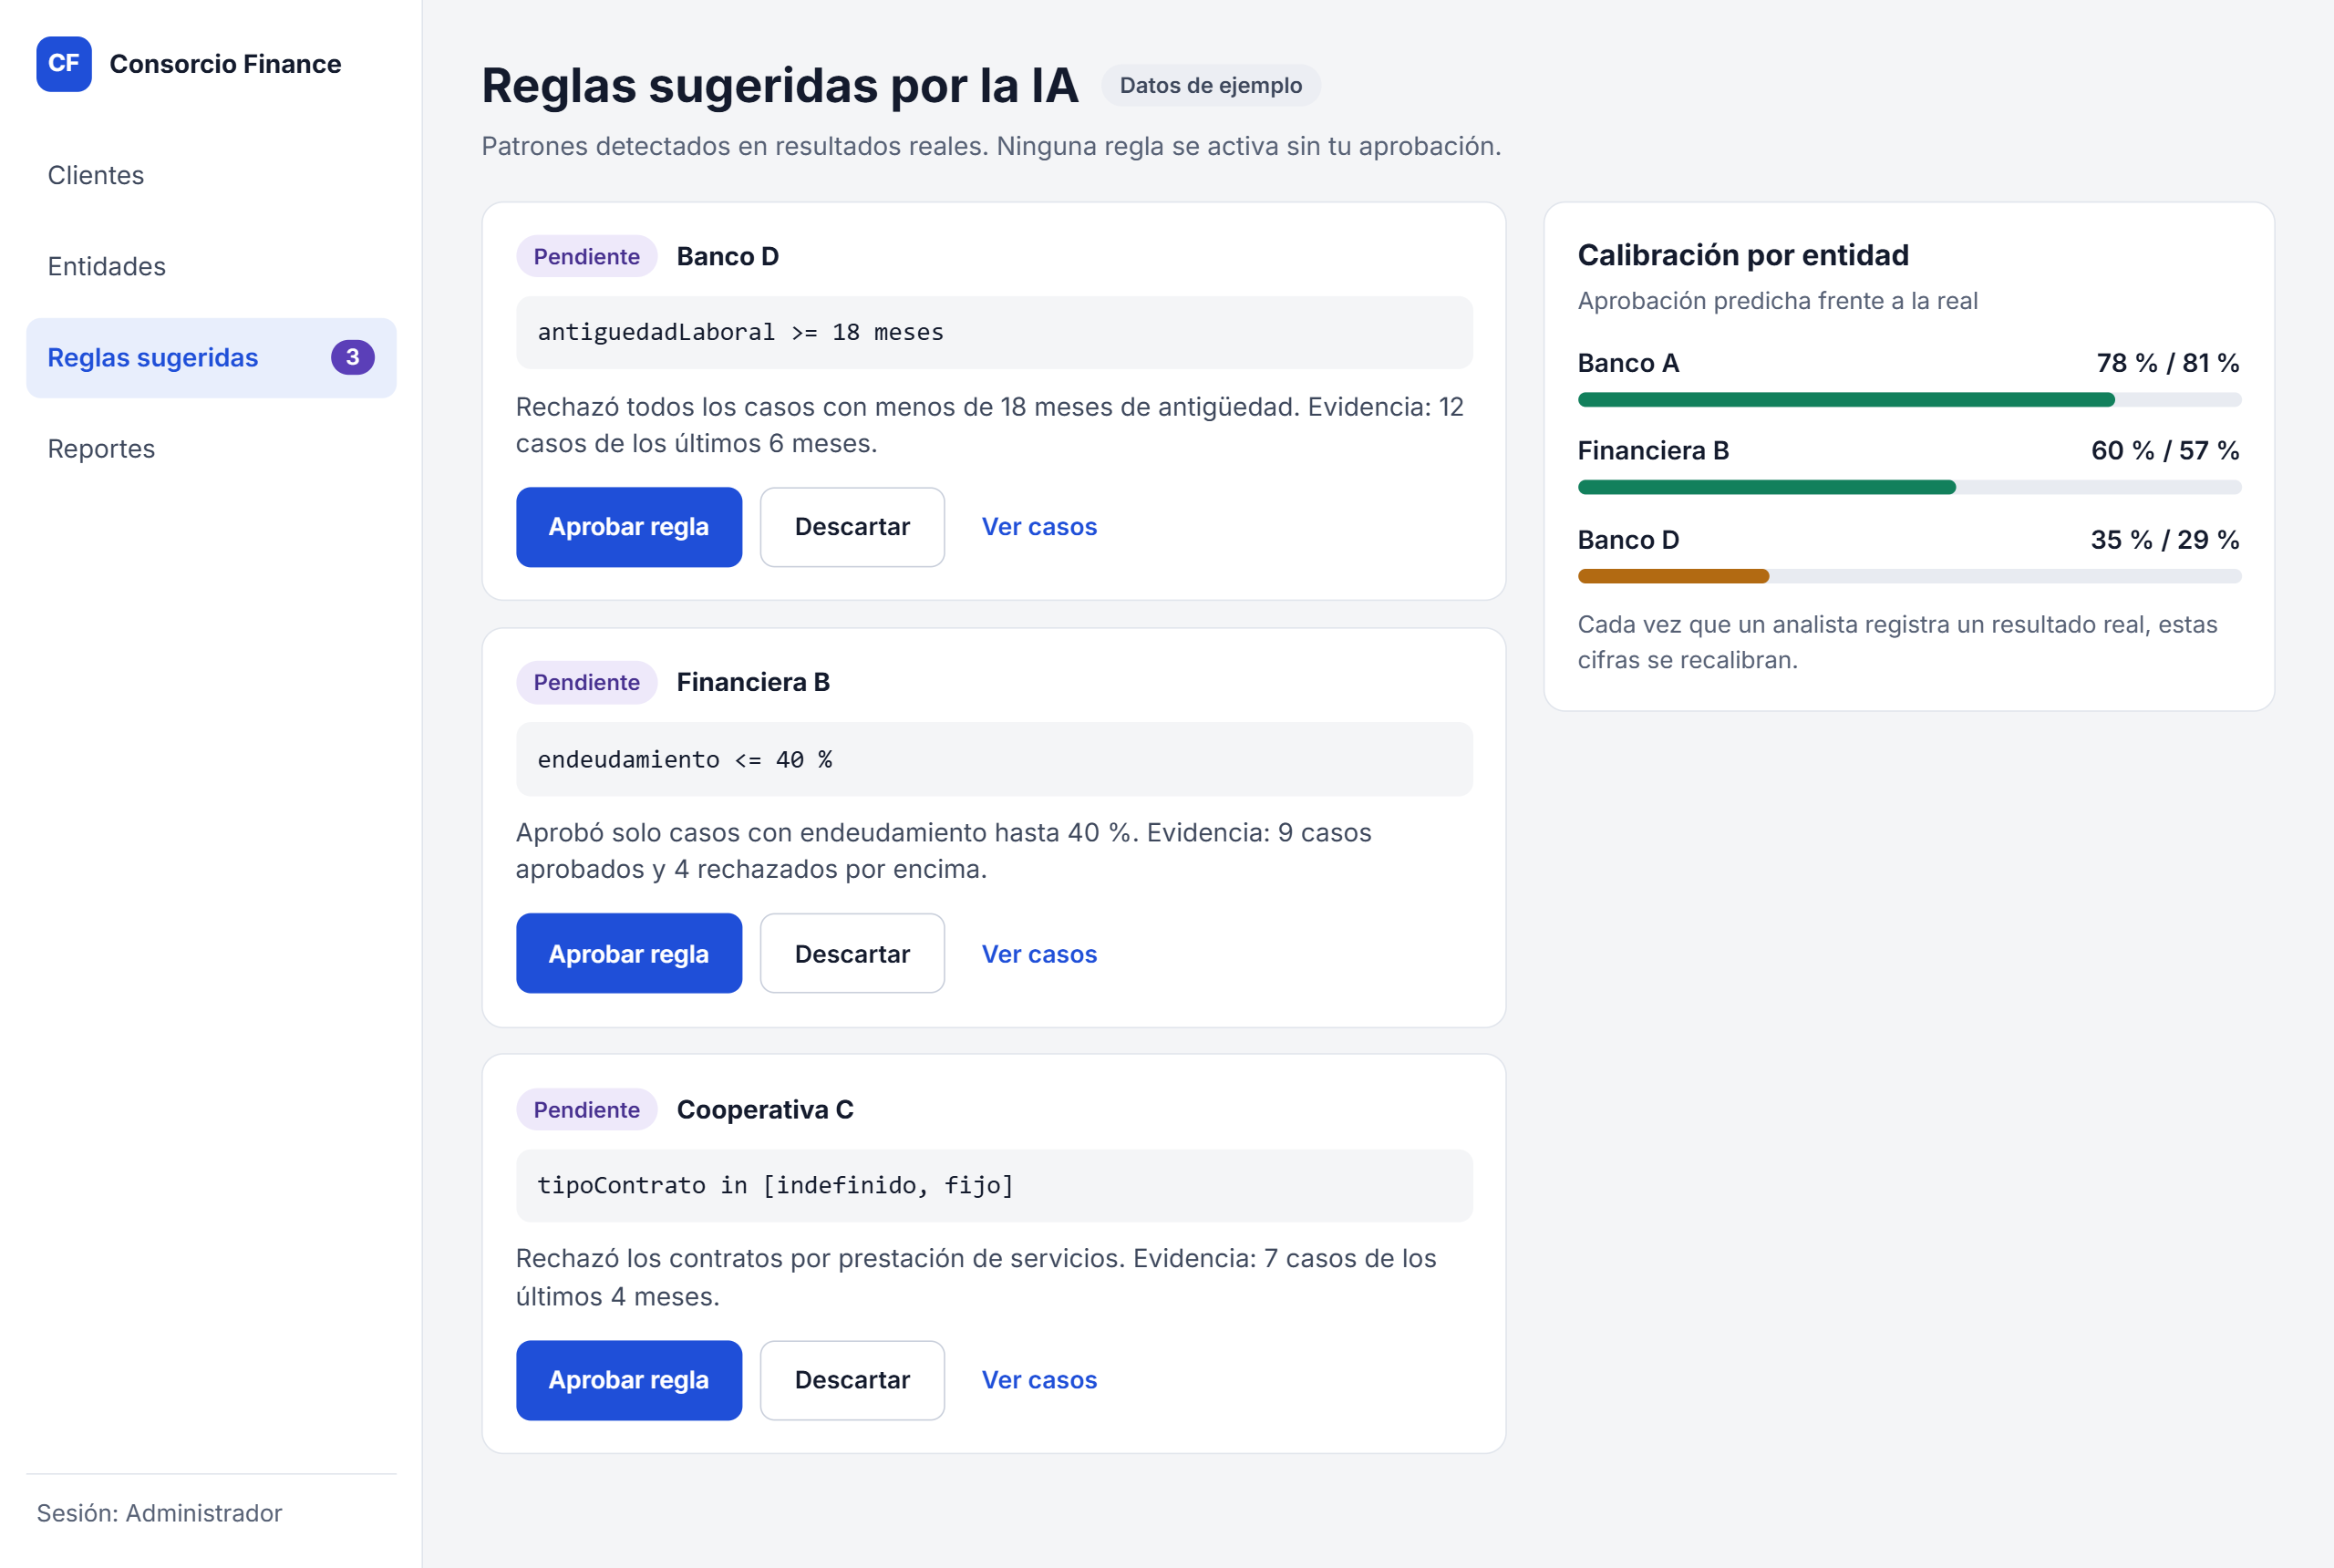 CF Consorcio Finance
Clientes
Entidades
Reglas sugeridas 3
Reportes
Sesión: Administrador
Reglas sugeridas por la IA Datos de ejemplo
Patrones detectados en resultados reales. Ninguna regla se activa sin tu aprobación.
Pendiente Banco D
antiguedadLaboral >= 18 meses
Rechazó todos los casos con menos de 18 meses de antigüedad. Evidencia: 12
casos de los últimos 6 meses.
Aprobar regla Descartar Ver casos
Pendiente Financiera B
endeudamiento <= 40 %
Aprobó solo casos con endeudamiento hasta 40 %. Evidencia: 9 casos
aprobados y 4 rechazados por encima.
Aprobar regla Descartar Ver casos
Pendiente Cooperativa C
tipoContrato in [indefinido, fijo]
Rechazó los contratos por prestación de servicios. Evidencia: 7 casos de los
últimos 4 meses.
Aprobar regla Descartar Ver casos
Calibración por entidad
Aprobación predicha frente a la real
Banco A 78 % / 81 %
Financiera B 60 % / 57 %
Banco D 35 % / 29 %
Cada vez que un analista registra un resultado real, estas
cifras se recalibran.